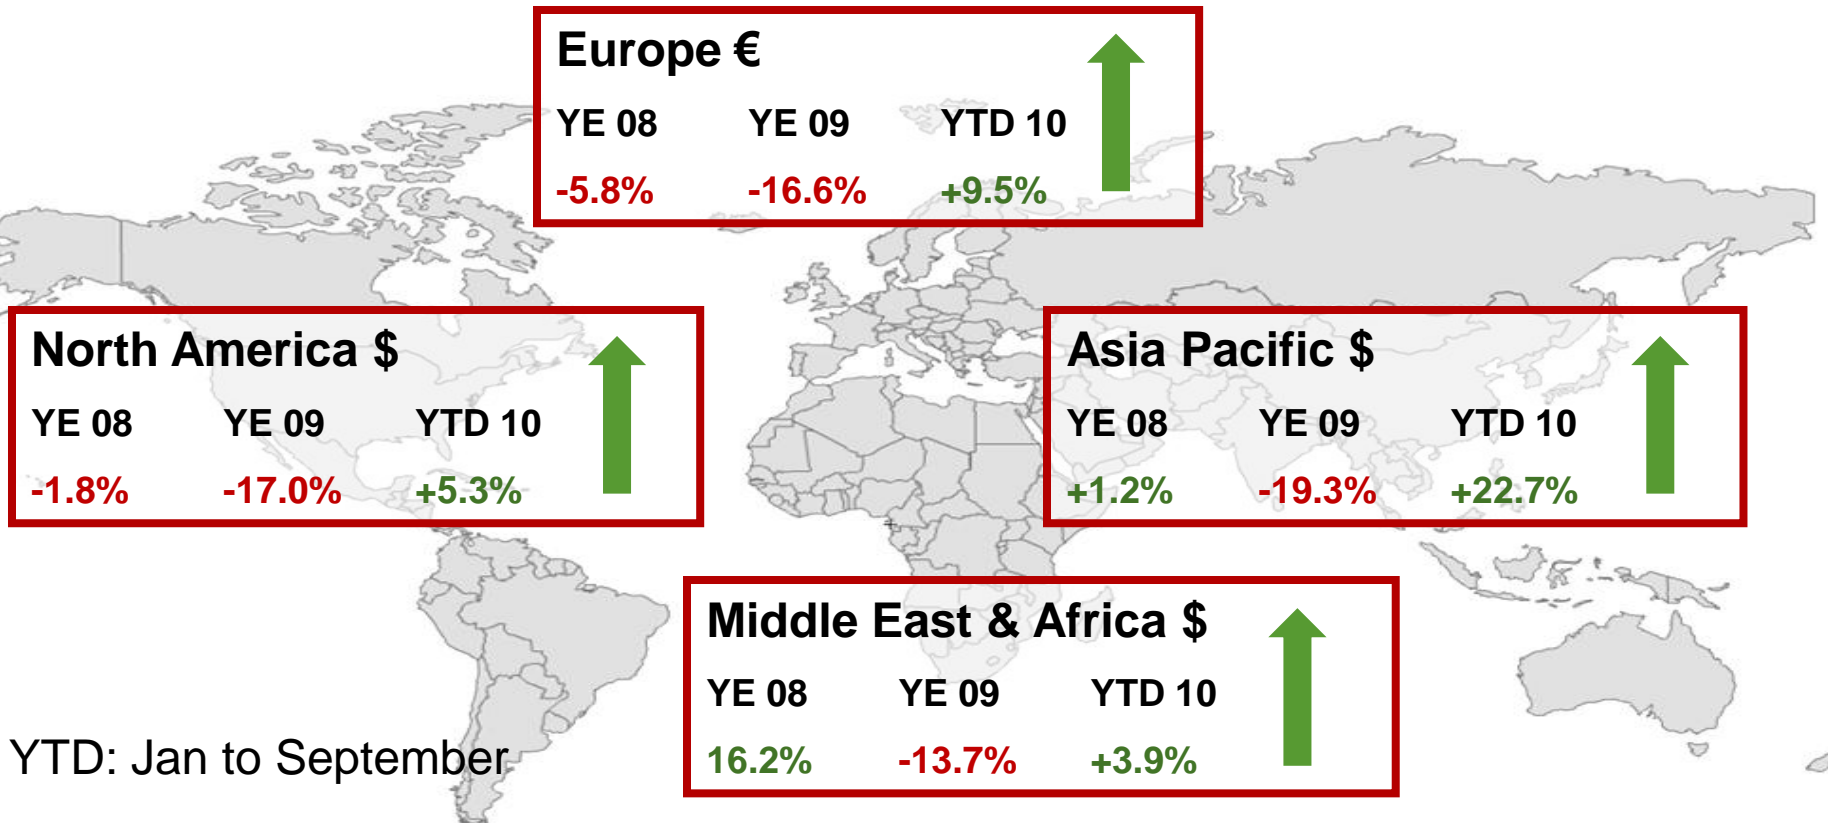 Europe €
YE 08 YE 09 YTD 10
-5.8% -16.6% +9.5%
North America $
YE 08 YE 09 YTD 10
-1.8% -17.0% +5.3%
Asia Pacific $
YE 08 YE 09 YTD 10
+1.2% -19.3% +22.7%
Middle East & Africa $
YE 08 YE 09 YTD 10
16.2% -13.7% +3.9%
YTD: Jan to September